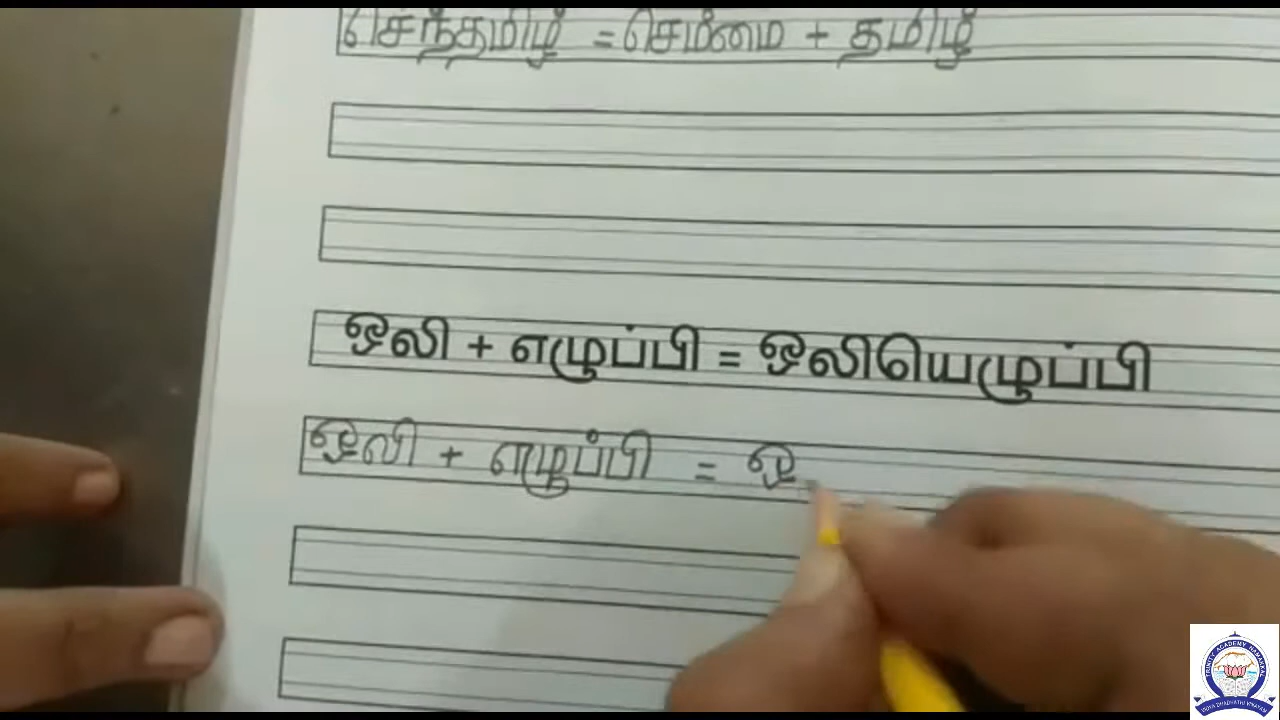 செந்தமிழ் = செம்மை + தமிழ்
ஒலி + எழுப்பி = ஒலியெழுப்பி
ஒலி + எழுப்பி = ஒ